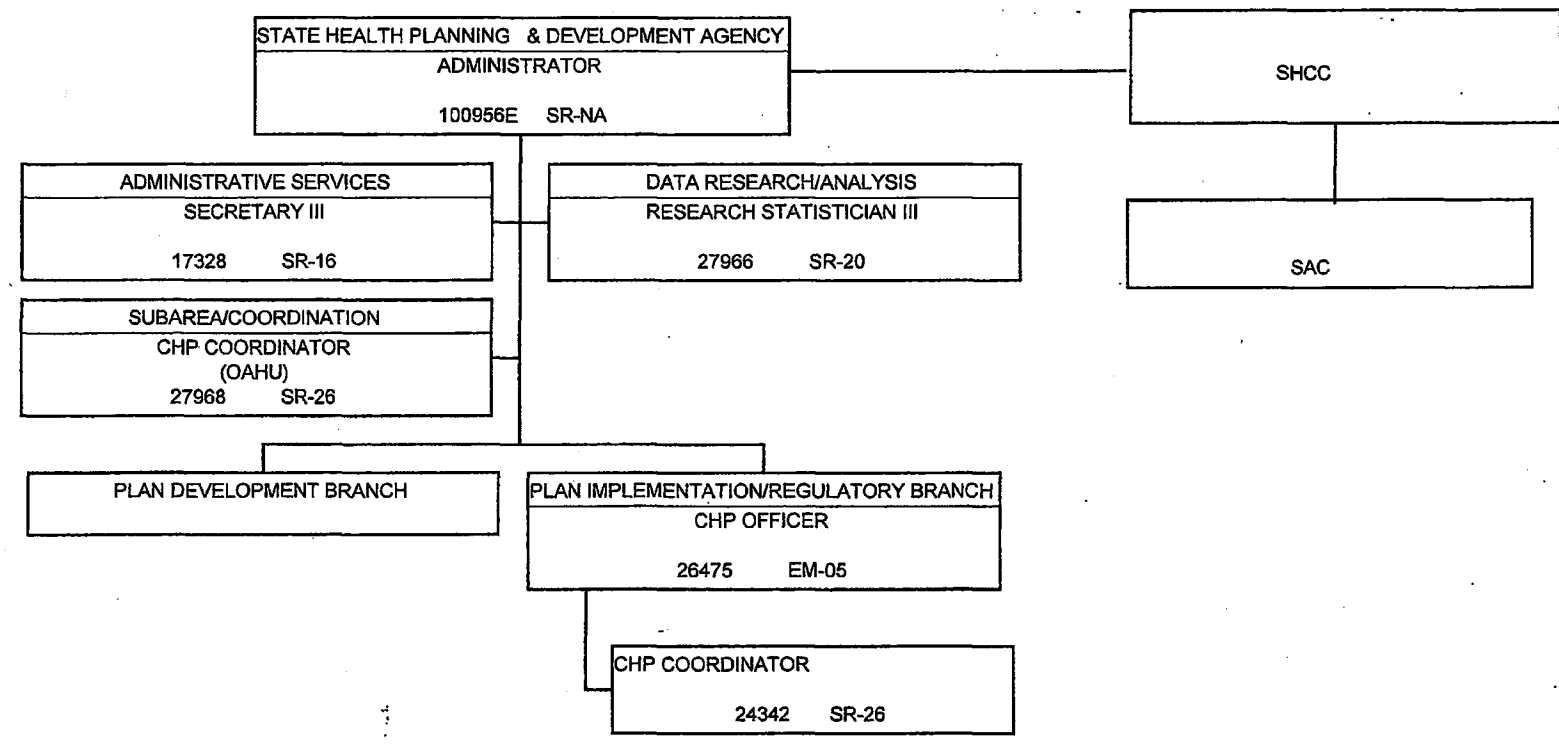 STATE HEALTH PLANNING & DEVELOPMENT AGENCY
ADMINISTRATOR
100956E SR-NA
SHCC
SAC
ADMINISTRATIVE SERVICES
SECRETARY III
17328 SR-16
DATA RESEARCH/ANALYSIS
RESEARCH STATISTICIAN III
27966 SR-20
SUBAREA/COORDINATION
CHP COORDINATOR
(OAHU)
27968 SR-26
PLAN DEVELOPMENT BRANCH
PLAN IMPLEMENTATION/REGULATORY BRANCH
CHP OFFICER
26475 EM-05
CHP COORDINATOR
24342 SR-26